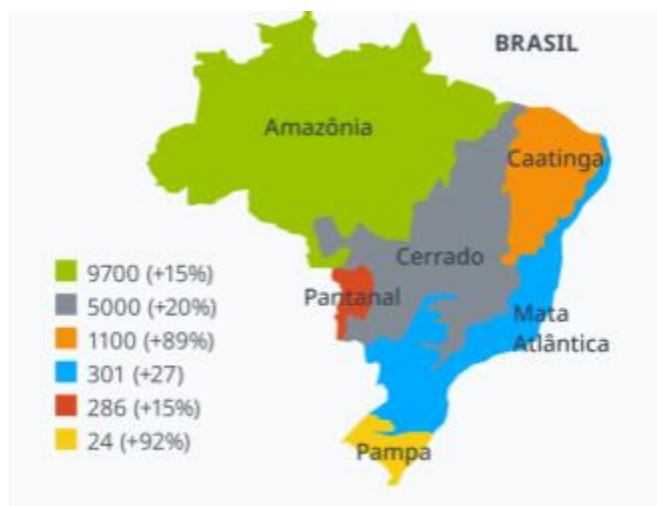 BRASIL
Amazônia
Caatinga
Cerrado
Pantanal
Mata
Atlântica
Pampa
9700 (+15%)
5000 (+20%)
1100 (+89%)
301 (+27)
286 (+15%)
24 (+92%)